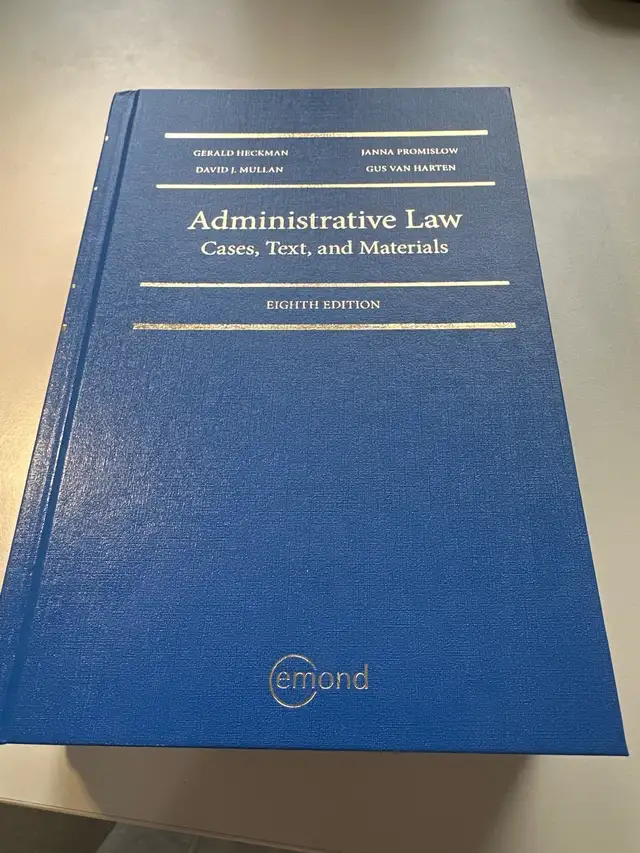 GERALD HECKMAN JANNA PROMISLOW
DAVID J. MULLAN GUS VAN HARTEN
Administrative Law
Cases, Text, and Materials
EIGHTH EDITION
emond